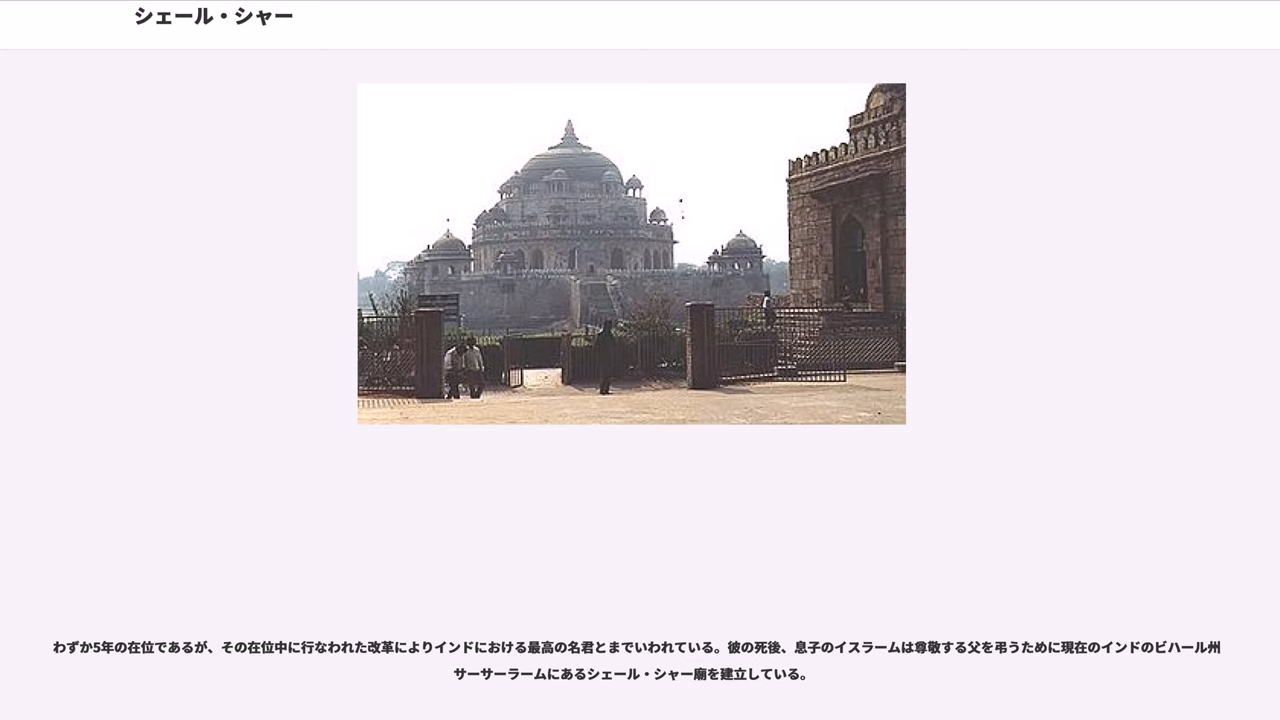 シェール・シャー
わずか5年の在位であるが、その在位中に行なわれた改革によりインドにおける最高の名君とまでいわれている。彼の死後、息子のイスラームは尊敬する父を弔うために現在のインドのビハール州
サーサーラームにあるシェール・シャー廟を建立している。